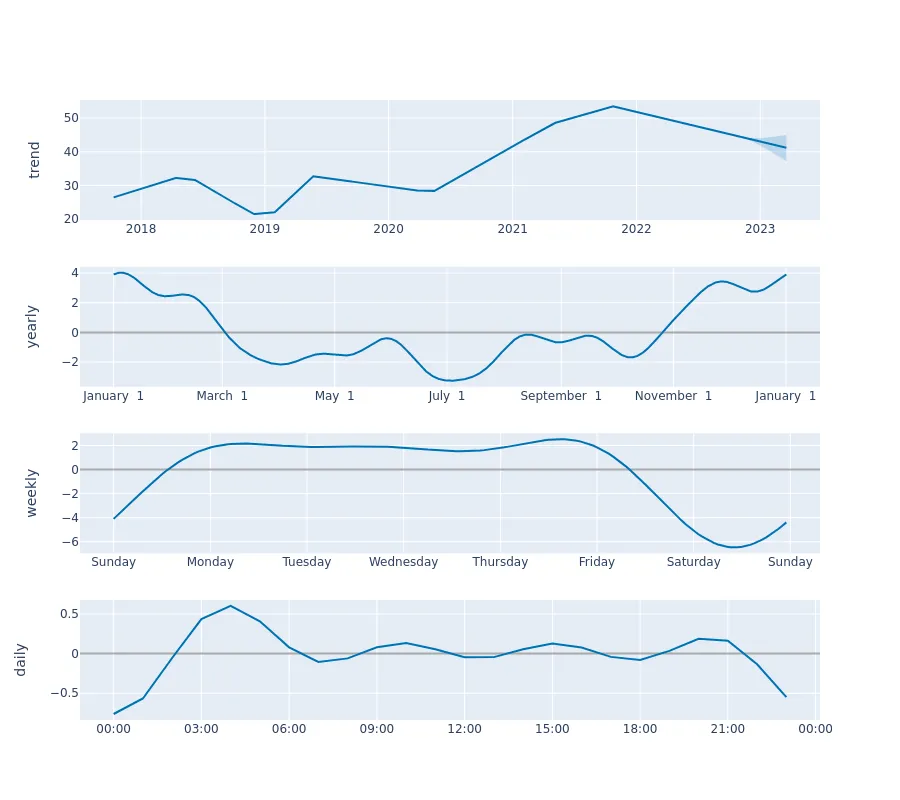 trend
50
40
30
20
2018 2019 2020 2021 2022 2023
yearly
4
2
0
−2
January 1 March 1 May 1 July 1 September 1 November 1 January 1
weekly
2
0
−2
−4
−6
Sunday Monday Tuesday Wednesday Thursday Friday Saturday Sunday
daily
0.5
0
−0.5
00:00 03:00 06:00 09:00 12:00 15:00 18:00 21:00 00:00